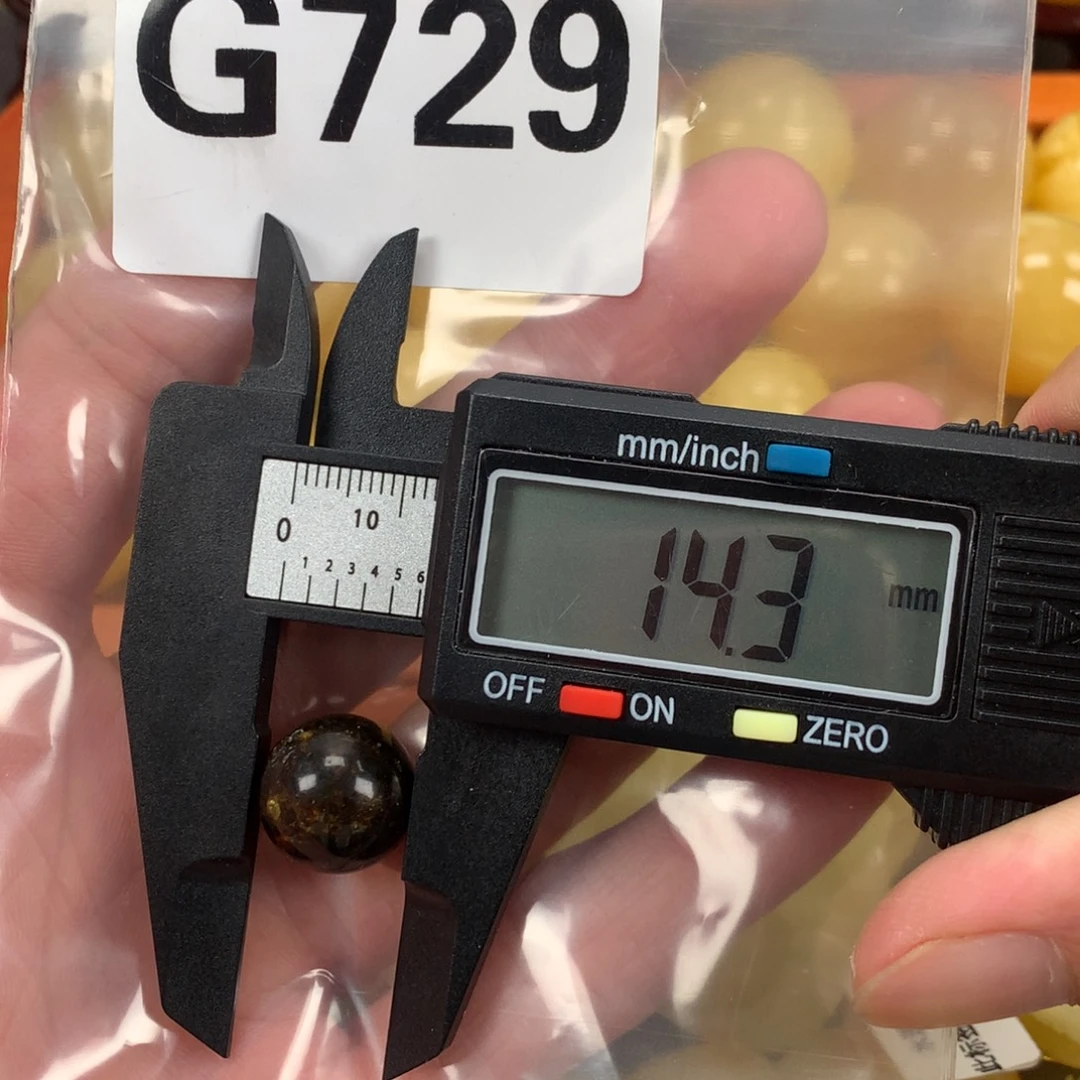 G729
mm/inch
0 10
1 2 3 4 5 6
14.3 mm
OFF ON ZERO